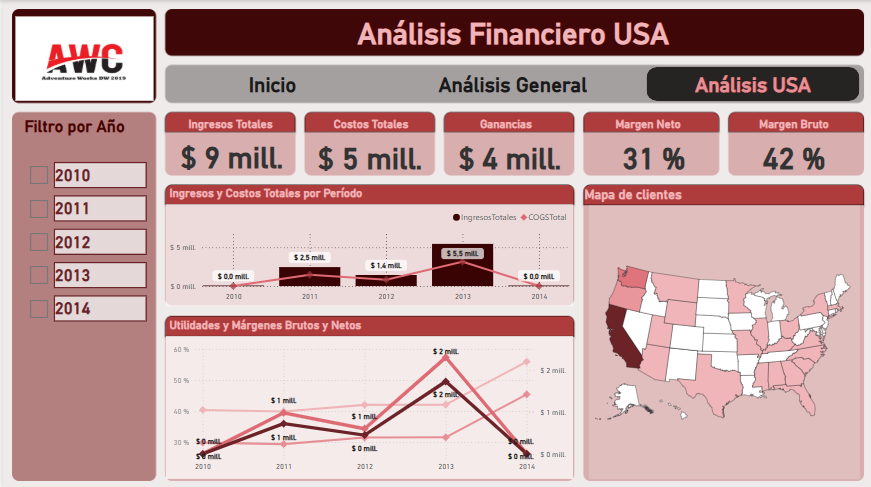 AWC
Adventure Works DW 2019
Análisis Financiero USA
Inicio
Análisis General
Análisis USA
Filtro por Año
2010
2011
2012
2013
2014
Ingresos Totales
$ 9 mill.
Costos Totales
$ 5 mill.
Ganancias
$ 4 mill.
Margen Neto
31 %
Margen Bruto
42 %
Ingresos y Costos Totales por Período
IngresosTotales COGSTotal
$ 5 mill.
$ 0 mill.
$ 0,0 mill.
$ 2,5 mill.
$ 1,4 mill.
$ 5,5 mill.
$ 0,0 mill.
2010 2011 2012 2013 2014
Utilidades y Márgenes Brutos y Netos
60 %
50 %
40 %
30 %
$ 2 mill.
$ 1 mill.
$ 0 mill.
$ 0 mill.
$ 0 mill.
$ 1 mill.
$ 1 mill.
$ 1 mill.
$ 0 mill.
$ 2 mill.
$ 2 mill.
$ 0 mill.
$ 0 mill.
2010 2011 2012 2013 2014
Mapa de clientes